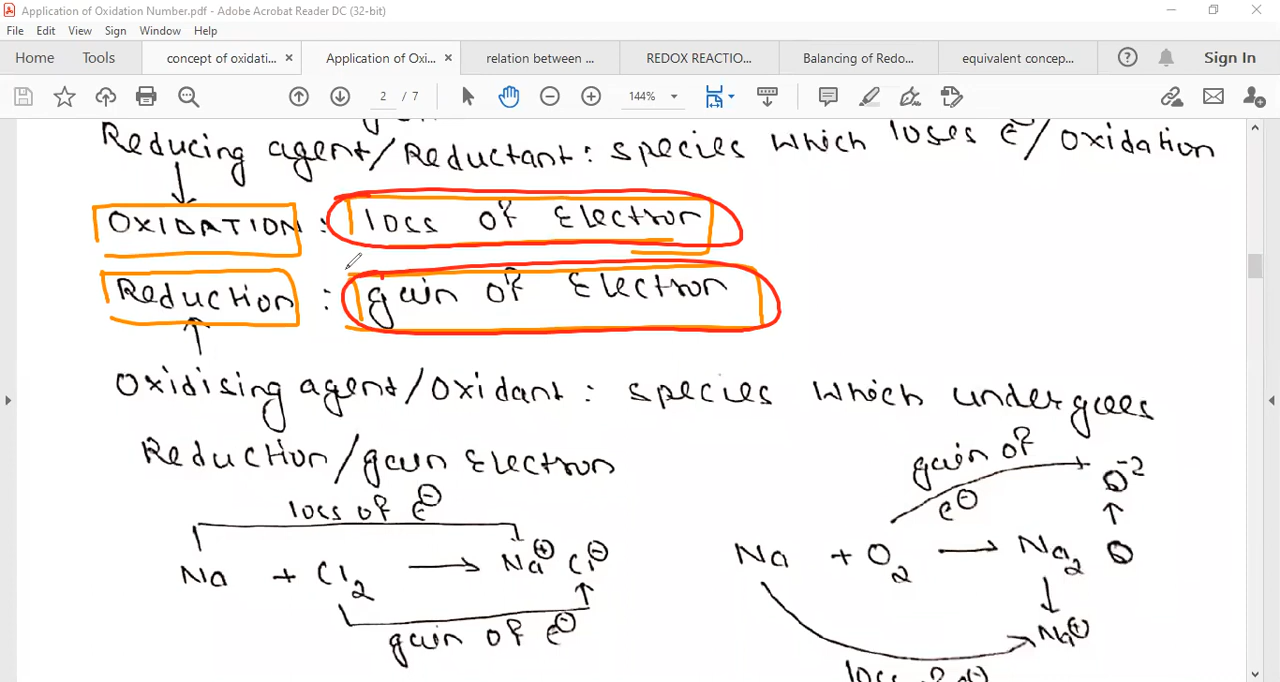 Application of Oxidation Number.pdf - Adobe Acrobat Reader DC (32-bit)
File Edit View Sign Window Help
Home Tools concept of oxidati... × Application of Oxi... × relation between ... REDOX REACTIO... Balancing of Redo... equivalent concep... Sign In
2 / 7 144%
Reducing agent/Reductant: species which loses e⁻/oxidation
OXIDATION : loss of Electron
Reduction : gain of Electron
Oxidising agent/Oxidant: species which undergoes
Reduction/gain Electron
loss of e⊖
Na + Cl2 → Na⊕ Cl⊖
gain of e⊖
gain of e⊖
O-2
Na + O2 → Na2 O
Na⊕
loss of